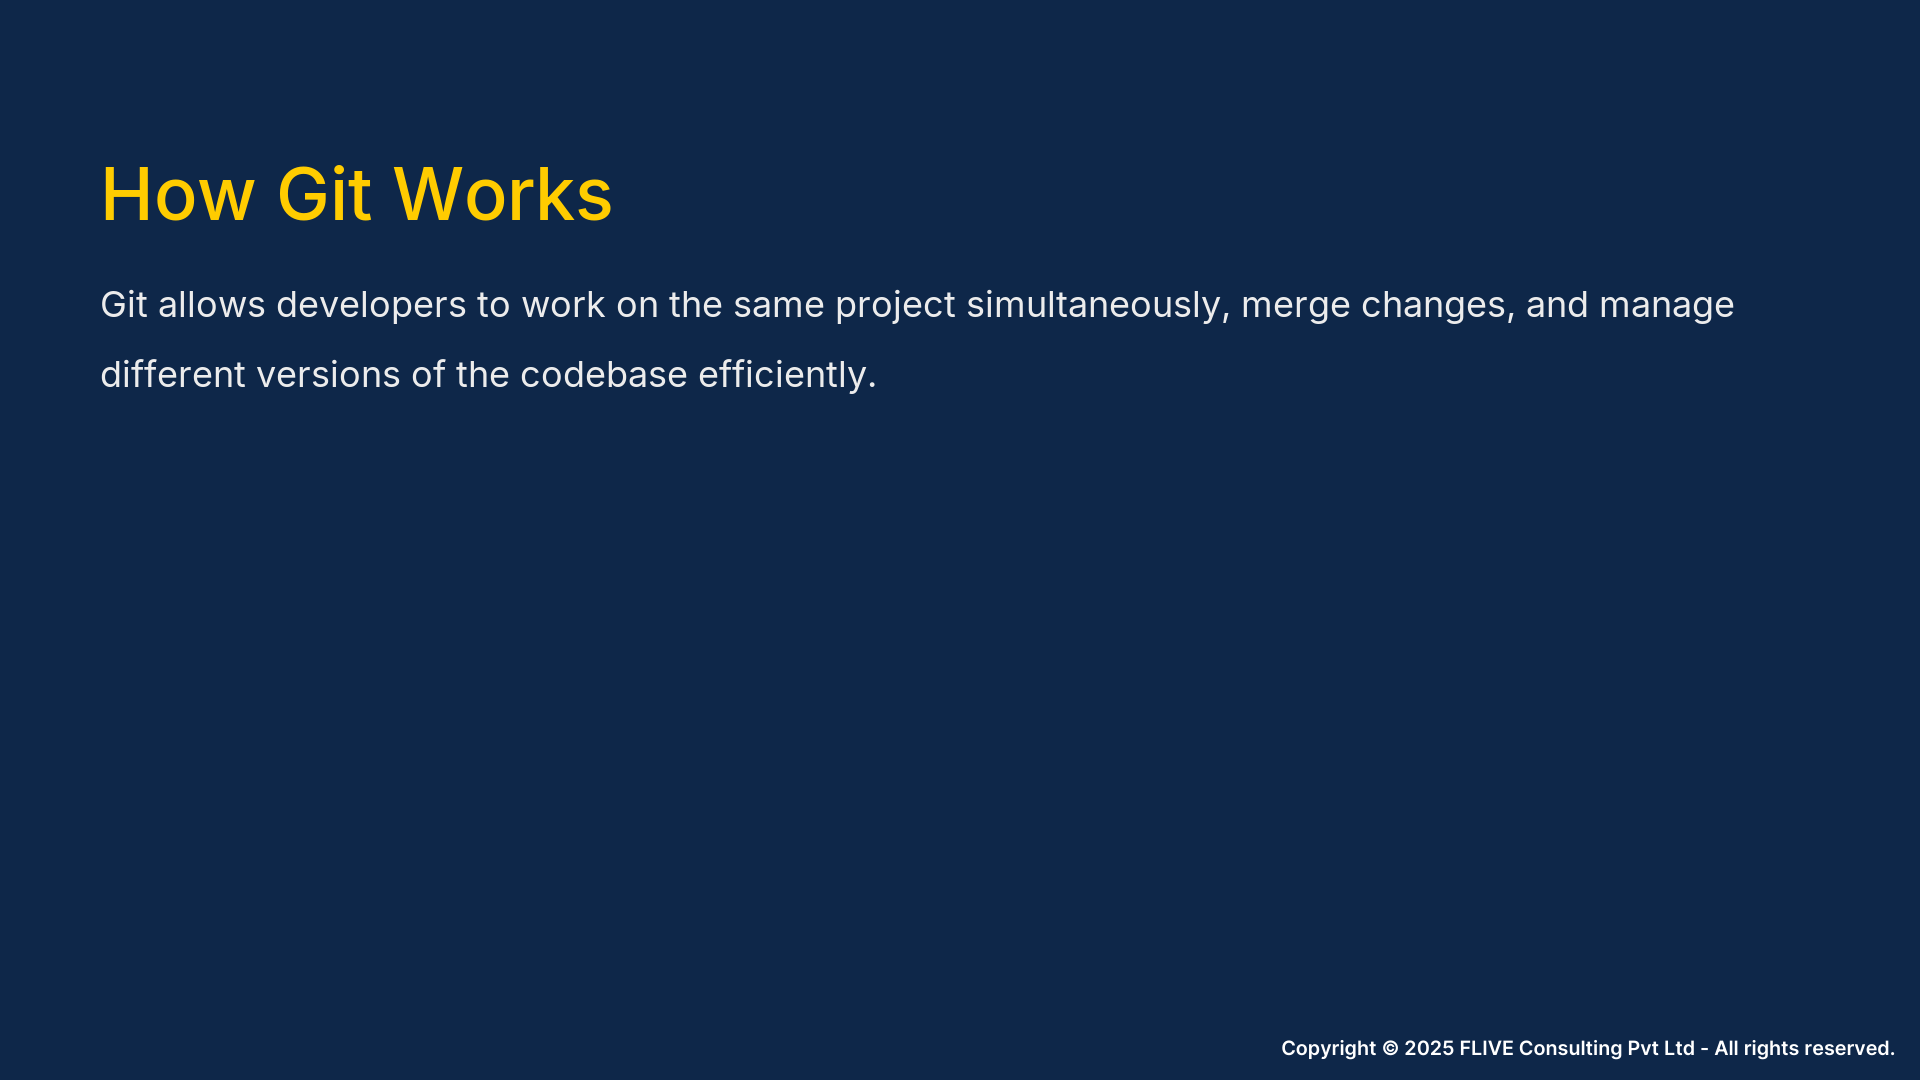 How Git Works
Git allows developers to work on the same project simultaneously, merge changes, and manage
different versions of the codebase efficiently.
Copyright © 2025 FLIVE Consulting Pvt Ltd - All rights reserved.